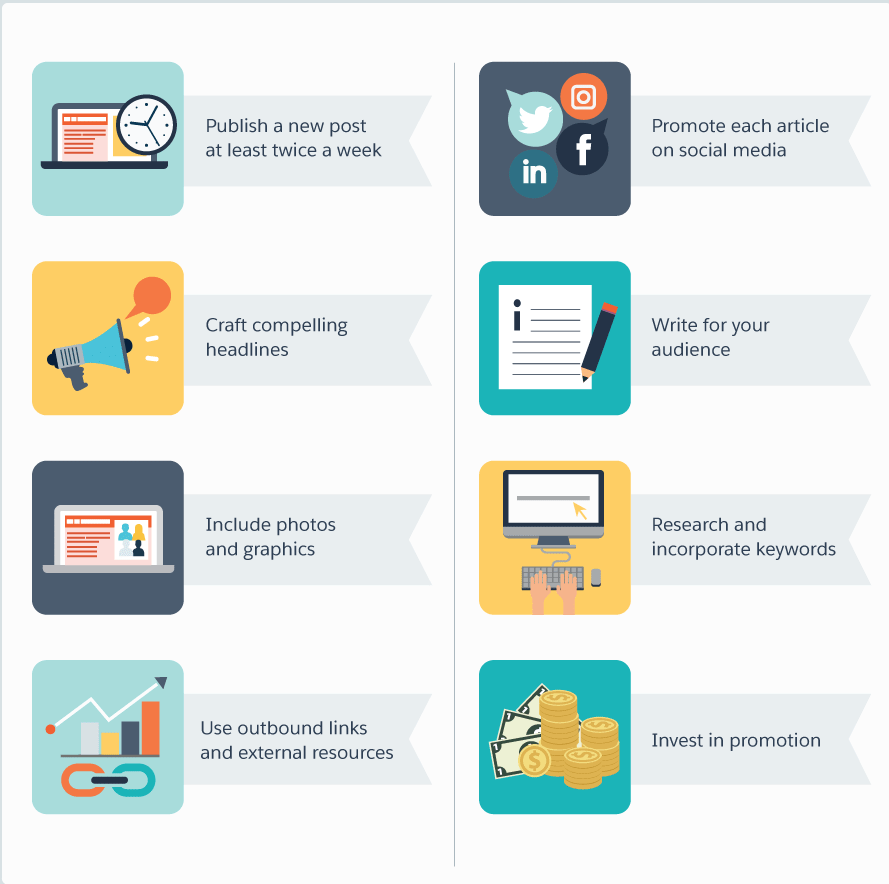 Publish a new post
at least twice a week
Craft compelling
headlines
Include photos
and graphics
Use outbound links
and external resources
Promote each article
on social media
Write for your
audience
Research and
incorporate keywords
Invest in promotion